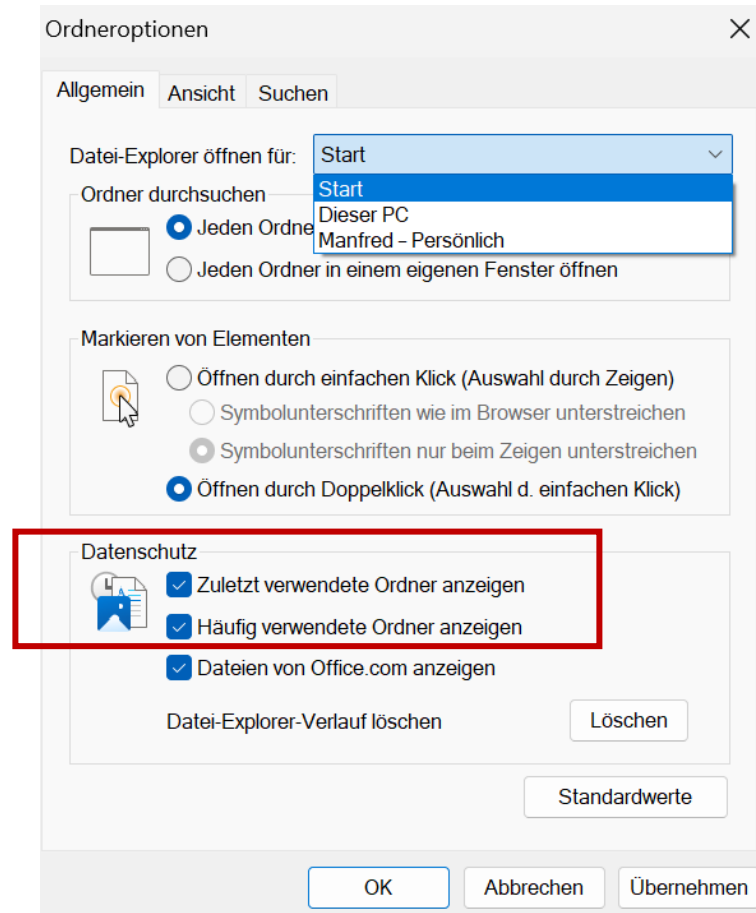 Ordneroptionen
Allgemein Ansicht Suchen
Datei-Explorer öffnen für: Start
Start
Dieser PC
Manfred – Persönlich
Ordner durchsuchen
Jeden Ordne
Jeden Ordner in einem eigenen Fenster öffnen
Markieren von Elementen
Öffnen durch einfachen Klick (Auswahl durch Zeigen)
Symbolunterschriften wie im Browser unterstreichen
Symbolunterschriften nur beim Zeigen unterstreichen
Öffnen durch Doppelklick (Auswahl d. einfachen Klick)
Datenschutz
Zuletzt verwendete Ordner anzeigen
Häufig verwendete Ordner anzeigen
Dateien von Office.com anzeigen
Datei-Explorer-Verlauf löschen Löschen
Standardwerte
OK Abbrechen Übernehmen